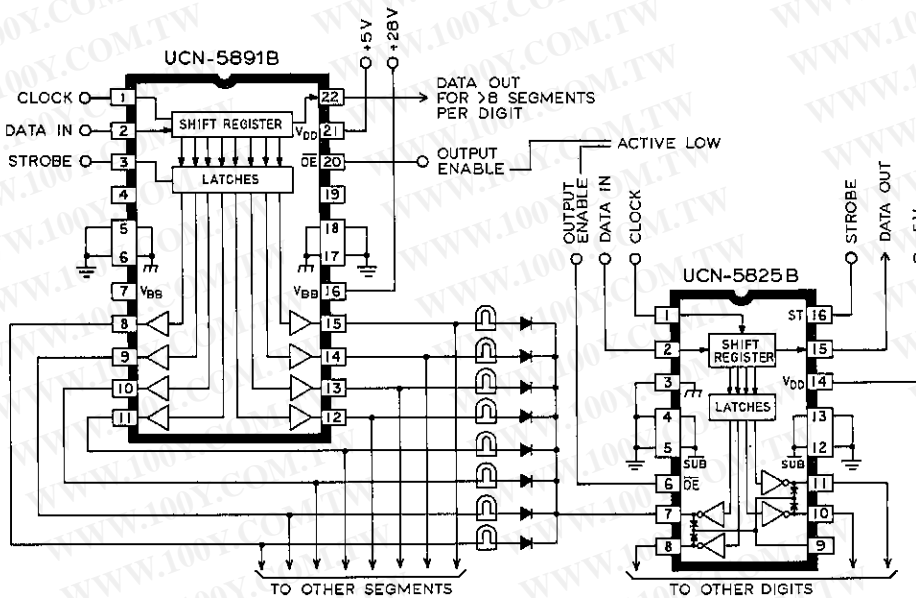 UCN-5891B
+5V
+28V
CLOCK
DATA IN
STROBE
1
2
3
4
5
6
7
8
9
10
11
22
21
20
19
18
17
16
15
14
13
12
SHIFT REGISTER
LATCHES
VDD
OE
VBB
VBB
DATA OUT
FOR >8 SEGMENTS
PER DIGIT
OUTPUT
ENABLE
ACTIVE LOW
OUTPUT
ENABLE
DATA IN
CLOCK
STROBE
DATA OUT
UCN-5825B
1
2
3
4
5
6
7
8
16
15
14
13
12
11
10
9
ST
SHIFT
REGISTER
VDD
LATCHES
SUB
SUB
OE
TO OTHER SEGMENTS
TO OTHER DIGITS
WWW.100Y.COM.TW